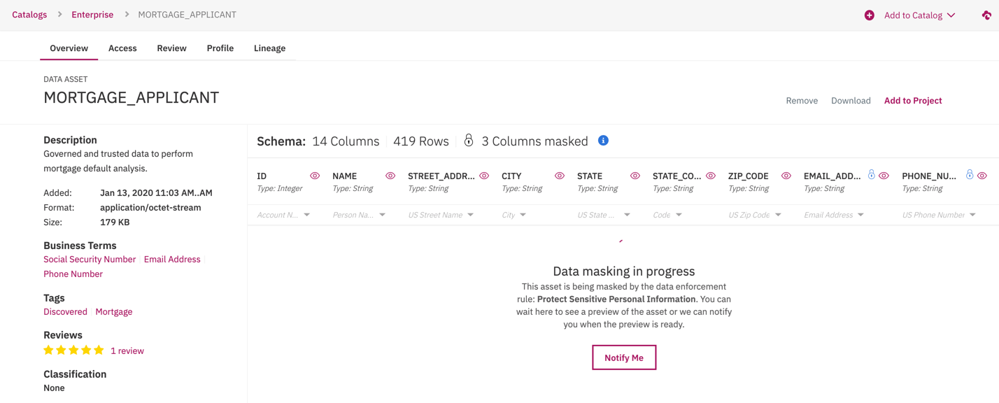 Catalogs > Enterprise > MORTGAGE_APPLICANT
Add to Catalog
Overview Access Review Profile Lineage
DATA ASSET
MORTGAGE_APPLICANT
Remove Download Add to Project
Description
Governed and trusted data to perform
mortgage default analysis.
Added: Jan 13, 2020 11:03 AM..AM
Format: application/octet-stream
Size: 179 KB
Business Terms
Social Security Number Email Address
Phone Number
Tags
Discovered Mortgage
Reviews
1 review
Classification
None
Schema: 14 Columns 419 Rows 3 Columns masked
ID NAME STREET_ADDR... CITY STATE STATE_CO... ZIP_CODE EMAIL_ADD... PHONE_NU...
Type: Integer Type: String Type: String Type: String Type: String Type: String Type: String Type: String Type: String
Account N... Person Na... US Street Name City US State ... Code US Zip Code Email Address US Phone Number
Data masking in progress
This asset is being masked by the data enforcement
rule: Protect Sensitive Personal Information. You can
wait here to see a preview of the asset or we can notify
you when the preview is ready.
Notify Me